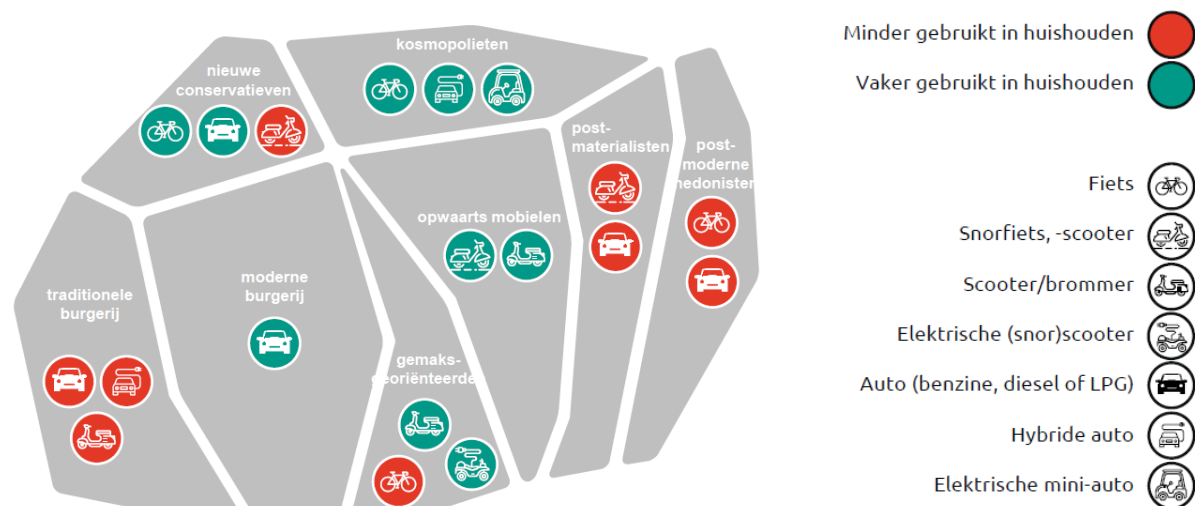 kosmopolieten
nieuwe
conservatieven
post-
materialisten
post-
moderne
hedonisten
opwaarts mobielen
moderne
burgerij
traditionele
burgerij
gemaks-
georiënteerden
Minder gebruikt in huishouden
Vaker gebruikt in huishouden
Fiets
Snorfiets, -scooter
Scooter/brommer
Elektrische (snor)scooter
Auto (benzine, diesel of LPG)
Hybride auto
Elektrische mini-auto